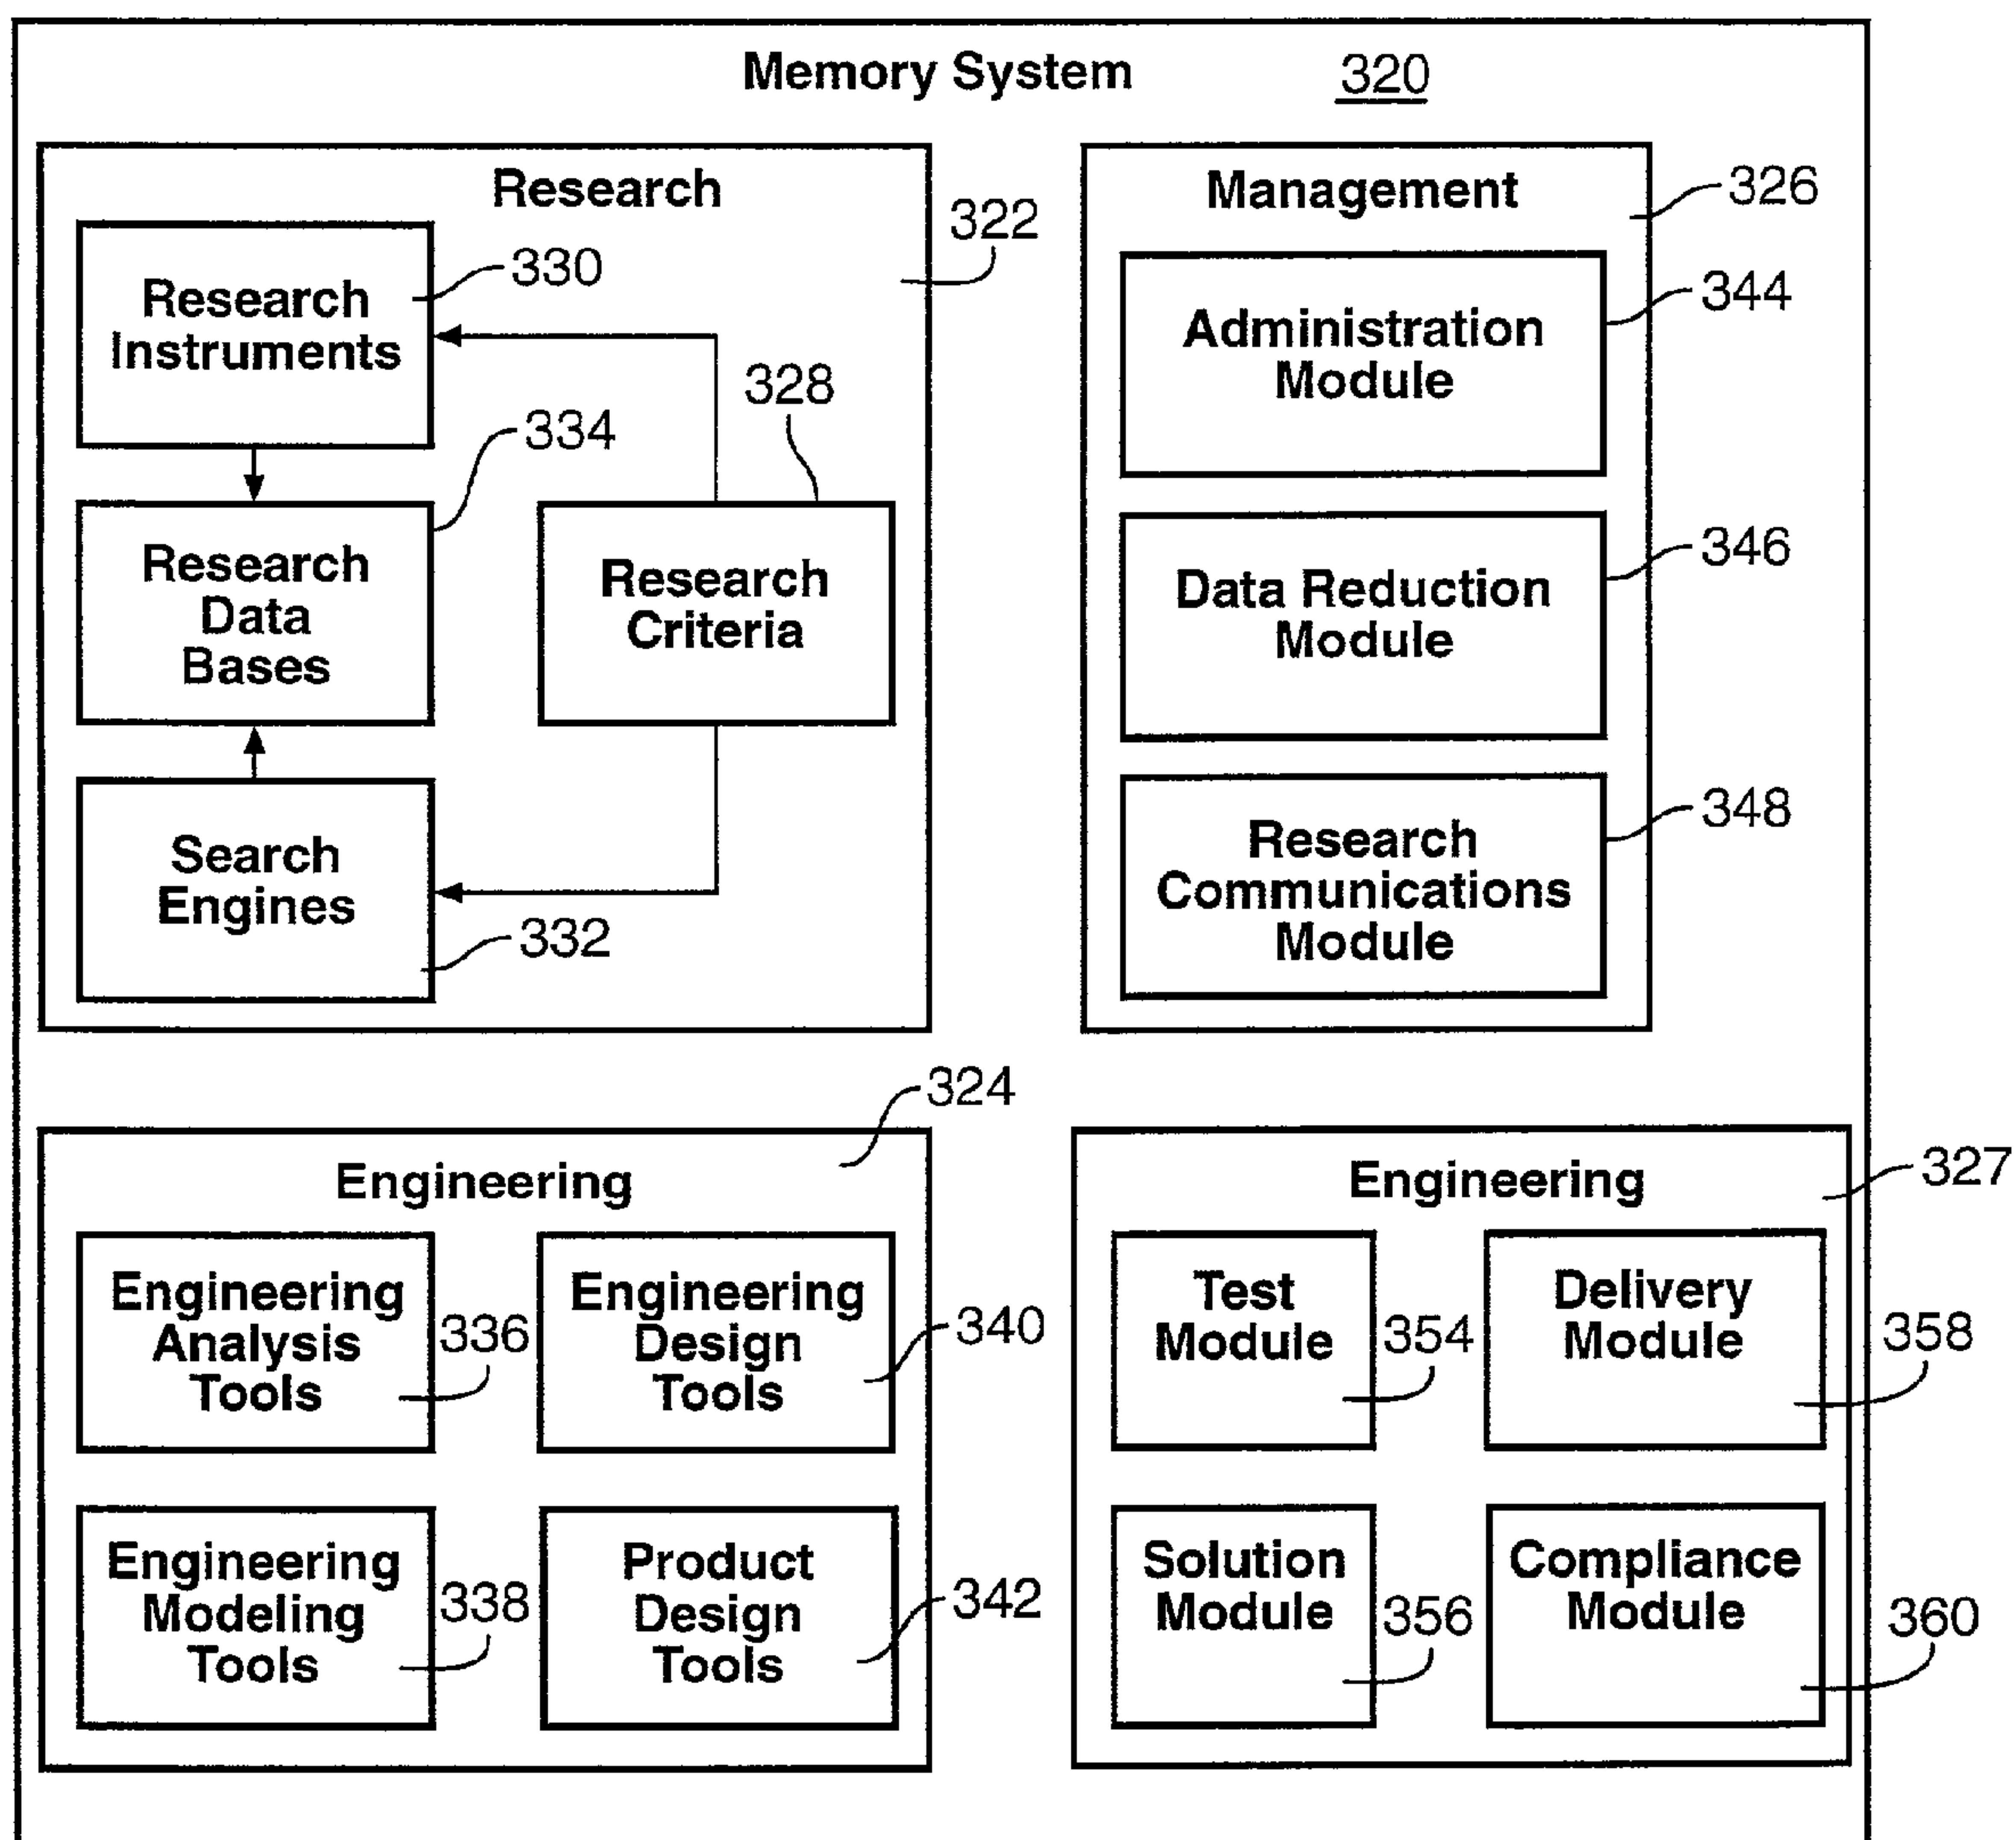 Memory System 320
Research
322
Research
Instruments
330
328
334
Research
Data
Bases
Research
Criteria
Search
Engines
332
Management
326
Administration
Module
344
Data Reduction
Module
346
Research
Communications
Module
348
324
Engineering
Engineering
Analysis
Tools
336
Engineering
Design
Tools
340
Engineering
Modeling
Tools
338
Product
Design
Tools
342
Engineering
327
Test
Module
354
Delivery
Module
358
Solution
Module
356
Compliance
Module
360